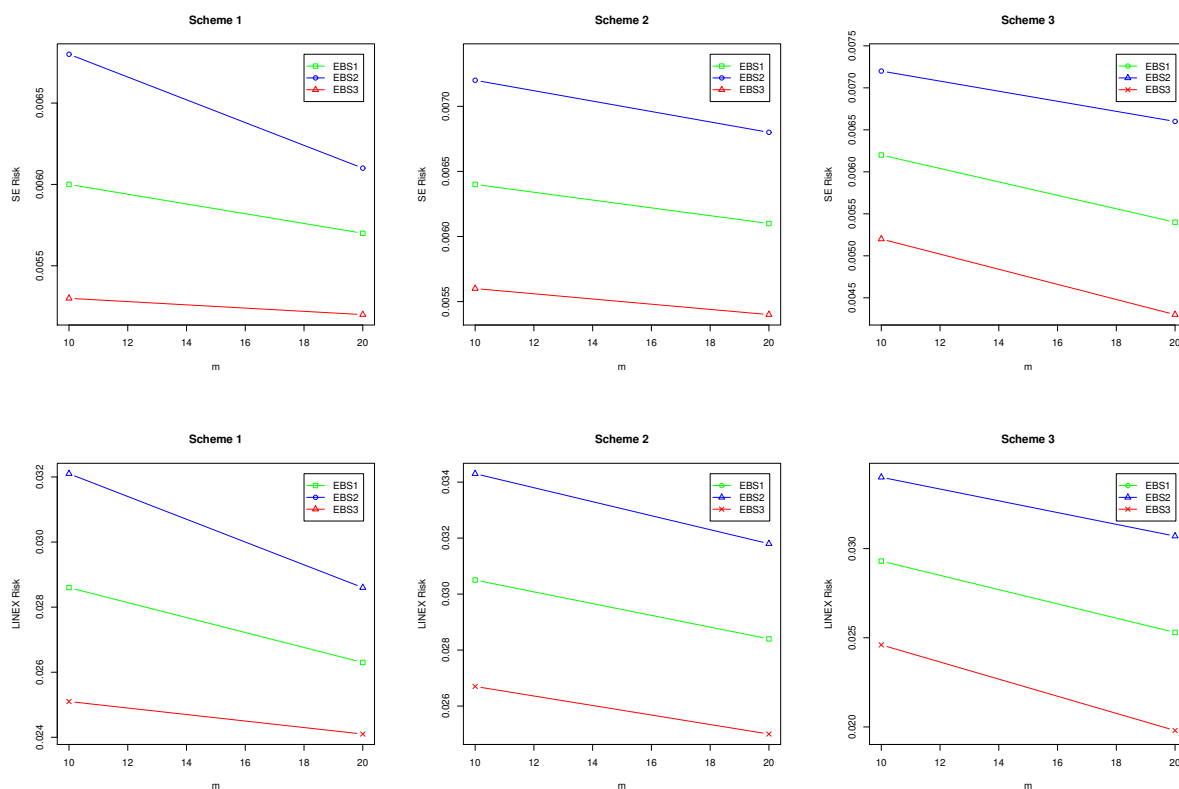 Scheme 1
SE Risk
0.0065
0.0060
0.0055
EBS1
EBS2
EBS3
10 12 14 16 18 20
m
Scheme 2
SE Risk
0.0070
0.0065
0.0060
0.0055
EBS1
EBS2
EBS3
10 12 14 16 18 20
m
Scheme 3
SE Risk
0.0075
0.0070
0.0065
0.0060
0.0055
0.0050
0.0045
EBS1
EBS2
EBS3
10 12 14 16 18 20
m
Scheme 1
LINEX Risk
0.032
0.030
0.028
0.026
0.024
EBS1
EBS2
EBS3
10 12 14 16 18 20
m
Scheme 2
LINEX Risk
0.034
0.032
0.030
0.028
0.026
EBS1
EBS2
EBS3
10 12 14 16 18 20
m
Scheme 3
LINEX Risk
0.030
0.025
0.020
EBS1
EBS2
EBS3
10 12 14 16 18 20
m